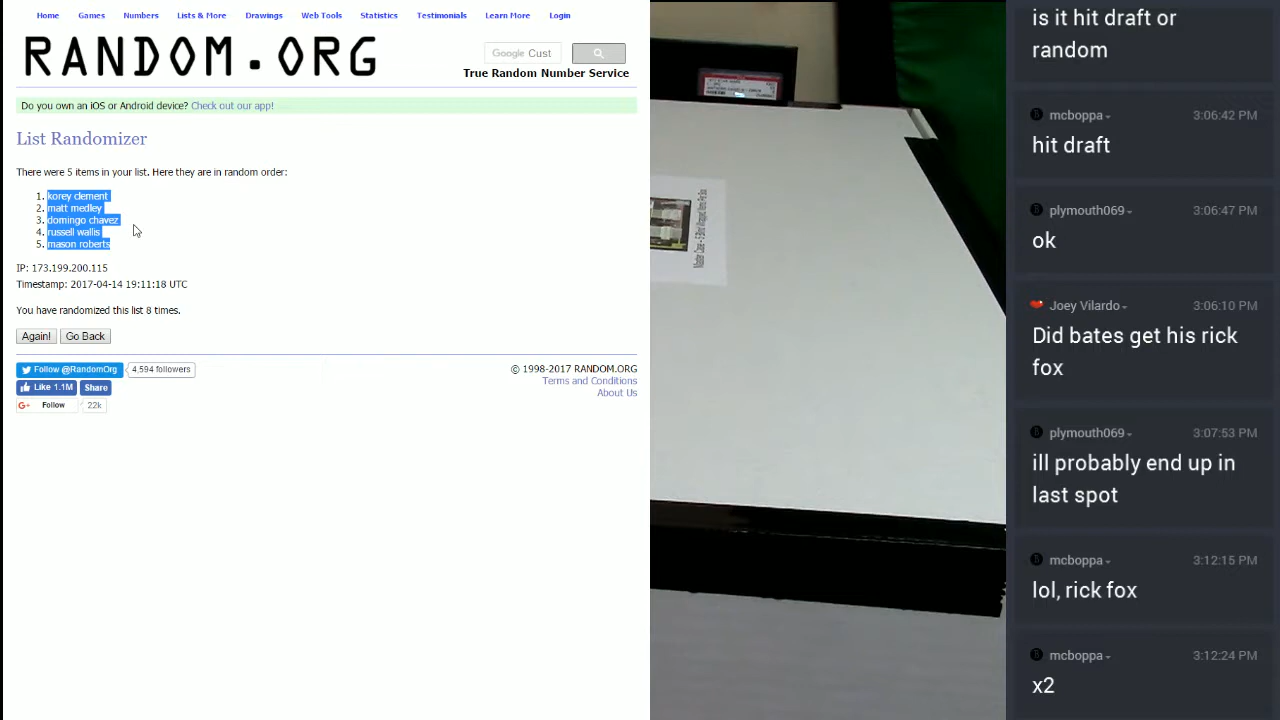 Home Games Numbers Lists & More Drawings Web Tools Statistics Testimonials Learn More Login
RANDOM.ORG
Google Cust
True Random Number Service
Do you own an iOS or Android device? Check out our app!
List Randomizer
There were 5 items in your list. Here they are in random order:
1. korey clement
2. matt medley
3. domingo chavez
4. russell wallis
5. mason roberts
IP: 173.199.200.115
Timestamp: 2017-04-14 19:11:18 UTC
You have randomized this list 8 times.
Again! Go Back
Follow @RandomOrg 4,594 followers
Like 1.1M Share
G+ Follow 22k
© 1998-2017 RANDOM.ORG
Terms and Conditions
About Us
is it hit draft or
random
mcboppa 3:06:42 PM
hit draft
plymouth069 3:06:47 PM
ok
Joey Vilardo 3:06:10 PM
Did bates get his rick
fox
plymouth069 3:07:53 PM
ill probably end up in
last spot
mcboppa 3:12:15 PM
lol, rick fox
mcboppa 3:12:24 PM
x2